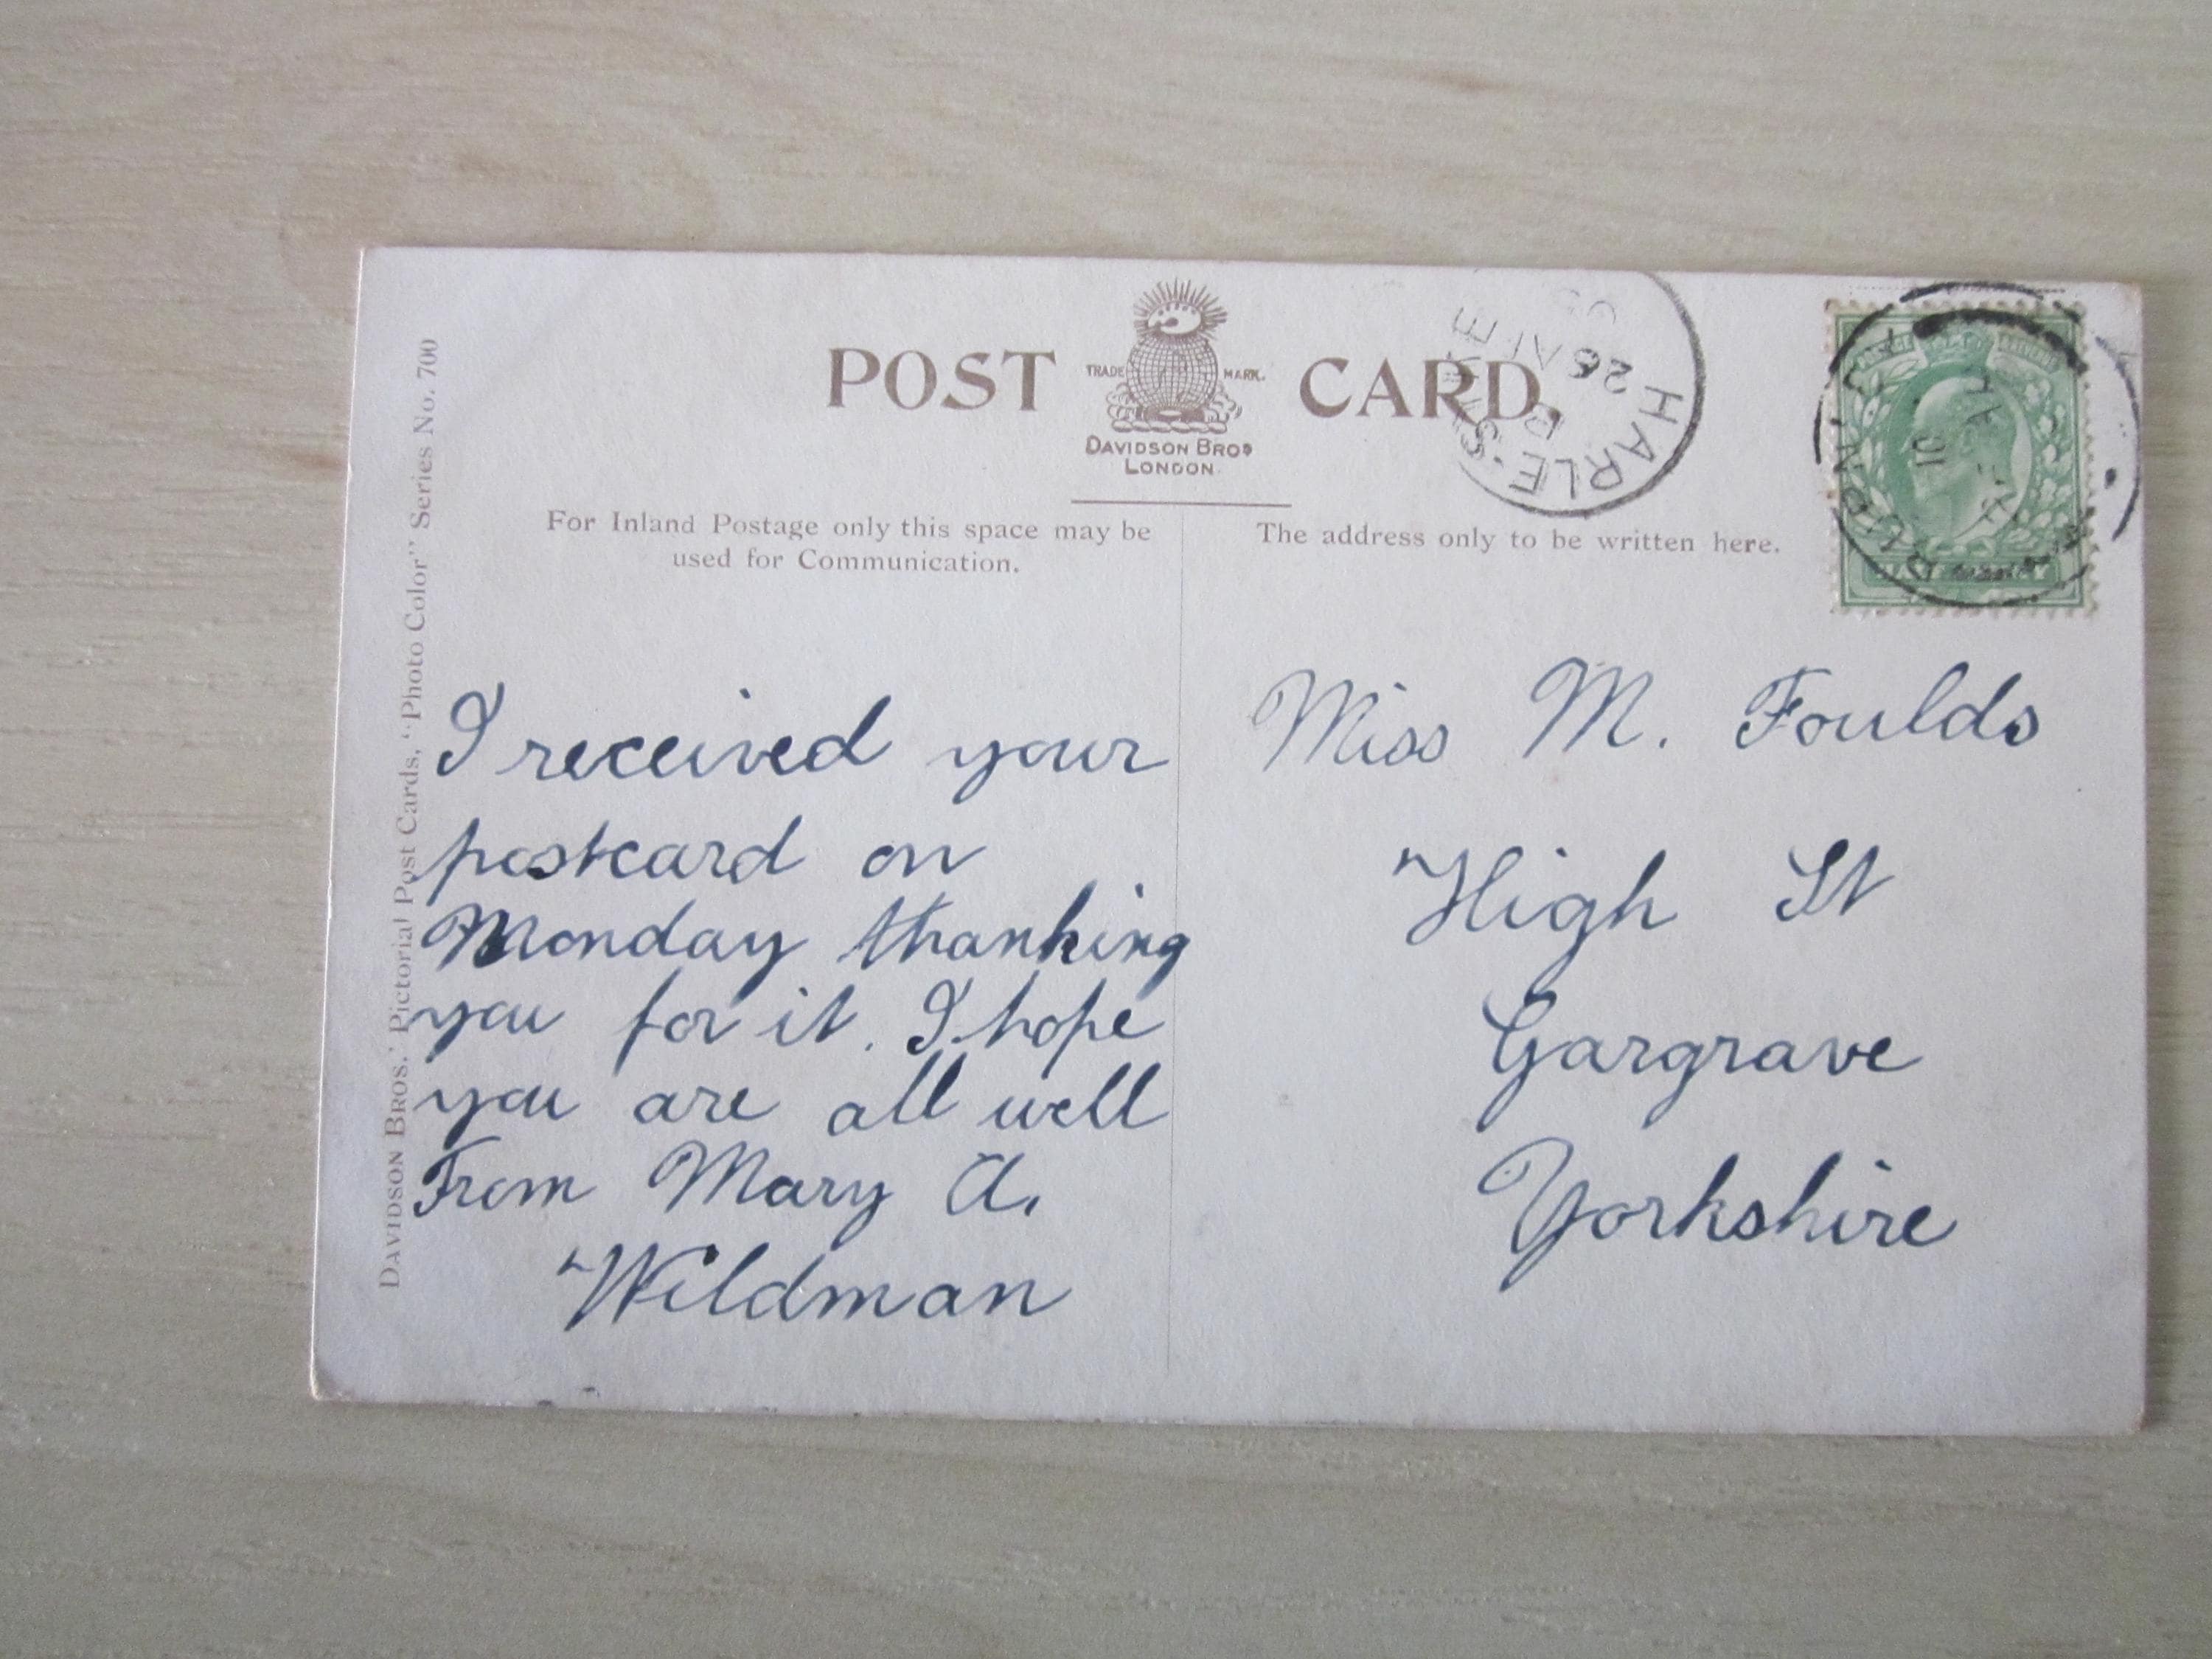 POST CARD.
TRADE MARK.
DAVIDSON BROS
LONDON
For Inland Postage only this space may be
used for Communication.
The address only to be written here.
DAVIDSON BROS.' Pictorial Post Cards. "Photo Color" Series No. 700
I received your
postcard on
Monday thanking
you for it. I hope
you are all well
From Mary A.
Wildman
Miss M. Foulds
High St
Gargrave
Yorkshire
HARLE·SYKE
26